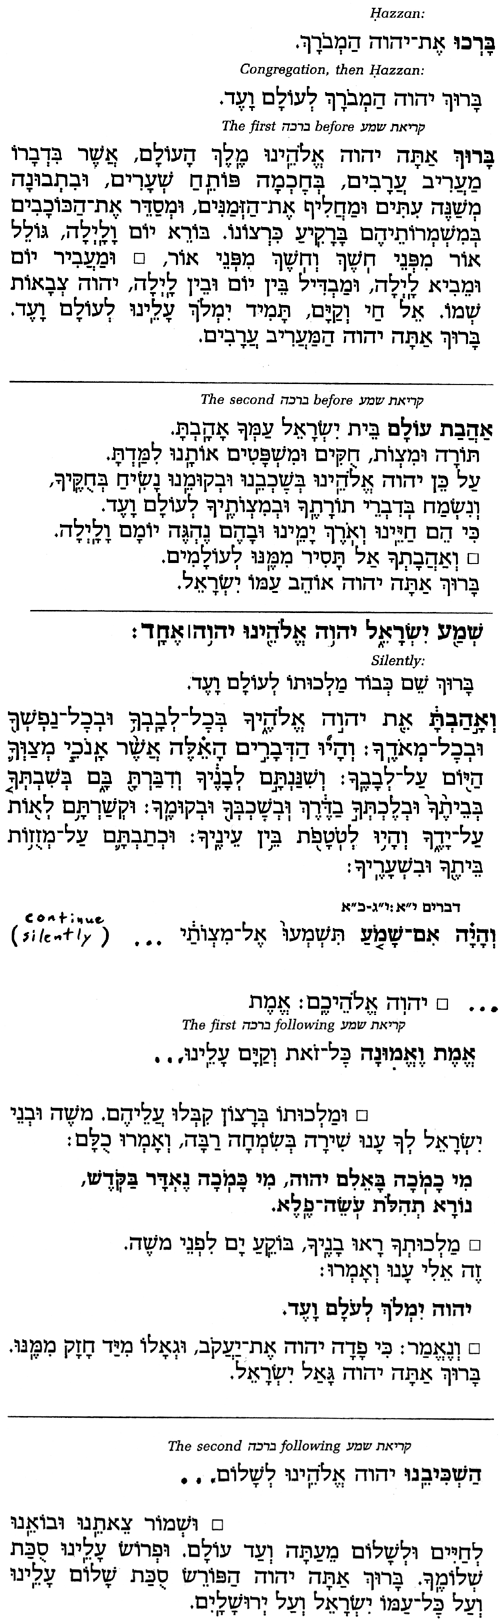 Ḥazzan:
בָּרְכוּ אֶת־יהוה הַמְבֹרָךְ.
Congregation, then Ḥazzan:
בָּרוּךְ יהוה הַמְבֹרָךְ לְעוֹלָם וָעֶד.
The first ברכה before קריאת שמע
בָּרוּךְ אַתָּה יהוה אֱלֹהֵֽינוּ מֶֽלֶךְ הָעוֹלָם, אֲשֶׁר בִּדְבָרוֹ
מַעֲרִיב עֲרָבִים, בְּחָכְמָה פּוֹתֵֽחַ שְׁעָרִים, וּבִתְבוּנָה
מְשַׁנֶּה עִתִּים וּמַחֲלִיף אֶת־הַזְּמַנִּים, וּמְסַדֵּר אֶת־הַכּוֹכָבִים
בְּמִשְׁמְרוֹתֵיהֶם בָּרָקִֽיעַ כִּרְצוֹנוֹ. בּוֹרֵא יוֹם וָלָֽיְלָה, גּוֹלֵל
אוֹר מִפְּנֵי חֹֽשֶׁךְ וְחֹֽשֶׁךְ מִפְּנֵי אוֹר, □ וּמַעֲבִיר יוֹם
וּמֵבִיא לָֽיְלָה, וּמַבְדִּיל בֵּין יוֹם וּבֵין לָֽיְלָה, יהוה צְבָאוֹת
שְׁמוֹ. אֵל חַי וְקַיָּם, תָּמִיד יִמְלֹךְ עָלֵֽינוּ לְעוֹלָם וָעֶד.
בָּרוּךְ אַתָּה יהוה הַמַּעֲרִיב עֲרָבִים.
The second ברכה before קריאת שמע
אַהֲבַת עוֹלָם בֵּית יִשְׂרָאֵל עַמְּךָ אָהָֽבְתָּ.
תּוֹרָה וּמִצְוֹת, חֻקִּים וּמִשְׁפָּטִים אוֹתָֽנוּ לִמַּֽדְתָּ.
עַל כֵּן יהוה אֱלֹהֵֽינוּ בְּשָׁכְבֵֽנוּ וּבְקוּמֵֽנוּ נָשִֽׂיחַ בְּחֻקֶּֽיךָ,
וְנִשְׂמַח בְּדִבְרֵי תוֹרָתֶֽךָ וּבְמִצְוֹתֶֽיךָ לְעוֹלָם וָעֶד.
כִּי הֵם חַיֵּֽינוּ וְאֹֽרֶךְ יָמֵֽינוּ וּבָהֶם נֶהְגֶּה יוֹמָם וָלָֽיְלָה.
□ וְאַהֲבָתְךָ אַל תָּסִיר מִמֶּֽנּוּ לְעוֹלָמִים.
בָּרוּךְ אַתָּה יהוה אוֹהֵב עַמּוֹ יִשְׂרָאֵל.
שְׁמַ֖ע יִשְׂרָאֵ֑ל יהו֥ה אֱלֹהֵ֖ינוּ יהו֥ה׀ אֶחָֽד׃
Silently:
בָּרוּךְ שֵׁם כְּבוֹד מַלְכוּתוֹ לְעוֹלָם וָעֶד.
וְאָ֣הַבְתָּ֔ אֵ֖ת יהו֣ה אֱלֹהֶ֑יךָ בְּכָל־לְבָבְךָ֥ וּבְכָל־נַפְשְׁךָ֖
וּבְכָל־מְאֹדֶֽךָ׃ וְהָי֞וּ הַדְּבָרִ֣ים הָאֵ֗לֶּה אֲשֶׁ֨ר אָנֹכִ֧י מְצַוְּךָ֛
הַיּ֖וֹם עַל־לְבָבֶֽךָ׃ וְשִׁנַּנְתָּ֣ם לְבָנֶ֔יךָ וְדִבַּרְתָּ֖ בָּ֑ם בְּשִׁבְתְּךָ֤
בְּבֵיתֶ֙ךָ֙ וּבְלֶכְתְּךָ֣ בַדֶּ֔רֶךְ וּֽבְשָׁכְבְּךָ֖ וּבְקוּמֶֽךָ׃ וּקְשַׁרְתָּ֥ם לְא֖וֹת
עַל־יָדֶ֑ךָ וְהָי֥וּ לְטֹטָפֹ֖ת בֵּ֥ין עֵינֶֽיךָ׃ וּכְתַבְתָּ֛ם עַל־מְזֻז֥וֹת
בֵּיתֶ֖ךָ וּבִשְׁעָרֶֽיךָ׃
דברים י״א:י״ג-כ״א
וְהָיָ֗ה אִם־שָׁמֹ֤עַ תִּשְׁמְעוּ֙ אֶל־מִצְוֹתַ֔י ... (continue silently)
... □ יהוה אֱלֹהֵיכֶֽם׃ אֱמֶת
The first ברכה following קריאת שמע
אֱמֶת וֶאֱמוּנָה כָּל־זֹאת וְקַיָּם עָלֵֽינוּ...
□ וּמַלְכוּתוֹ בְּרָצוֹן קִבְּלוּ עֲלֵיהֶם. מֹשֶׁה וּבְנֵי
יִשְׂרָאֵל לְךָ עָנוּ שִׁירָה בְּשִׂמְחָה רַבָּה, וְאָמְרוּ כֻלָּם:
מִי כָמֹֽכָה בָּאֵלִם יהוה, מִי כָּמֹֽכָה נֶאְדָּר בַּקֹּֽדֶשׁ,
נוֹרָא תְהִלֹּת עֹֽשֵׂה־פֶֽלֶא.
□ מַלְכוּתְךָ רָאוּ בָנֶֽיךָ, בּוֹקֵֽעַ יָם לִפְנֵי מֹשֶׁה.
זֶה אֵלִי עָנוּ וְאָמְרוּ:
יהוה יִמְלֹךְ לְעֹלָם וָעֶד.
□ וְנֶאֱמַר: כִּי פָדָה יהוה אֶת־יַעֲקֹב, וּגְאָלוֹ מִיַּד חָזָק מִמֶּֽנּוּ.
בָּרוּךְ אַתָּה יהוה גָּאַל יִשְׂרָאֵל.
The second ברכה following קריאת שמע
הַשְׁכִּיבֵֽנוּ יהוה אֱלֹהֵֽינוּ לְשָׁלוֹם...
□ וּשְׁמוֹר צֵאתֵֽנוּ וּבוֹאֵֽנוּ
לְחַיִּים וּלְשָׁלוֹם מֵעַתָּה וְעַד עוֹלָם. וּפְרוֹשׂ עָלֵֽינוּ סֻכַּת
שְׁלוֹמֶֽךָ. בָּרוּךְ אַתָּה יהוה הַפּוֹרֵשׂ סֻכַּת שָׁלוֹם עָלֵֽינוּ
וְעַל כָּל־עַמּוֹ יִשְׂרָאֵל וְעַל יְרוּשָׁלָֽיִם.